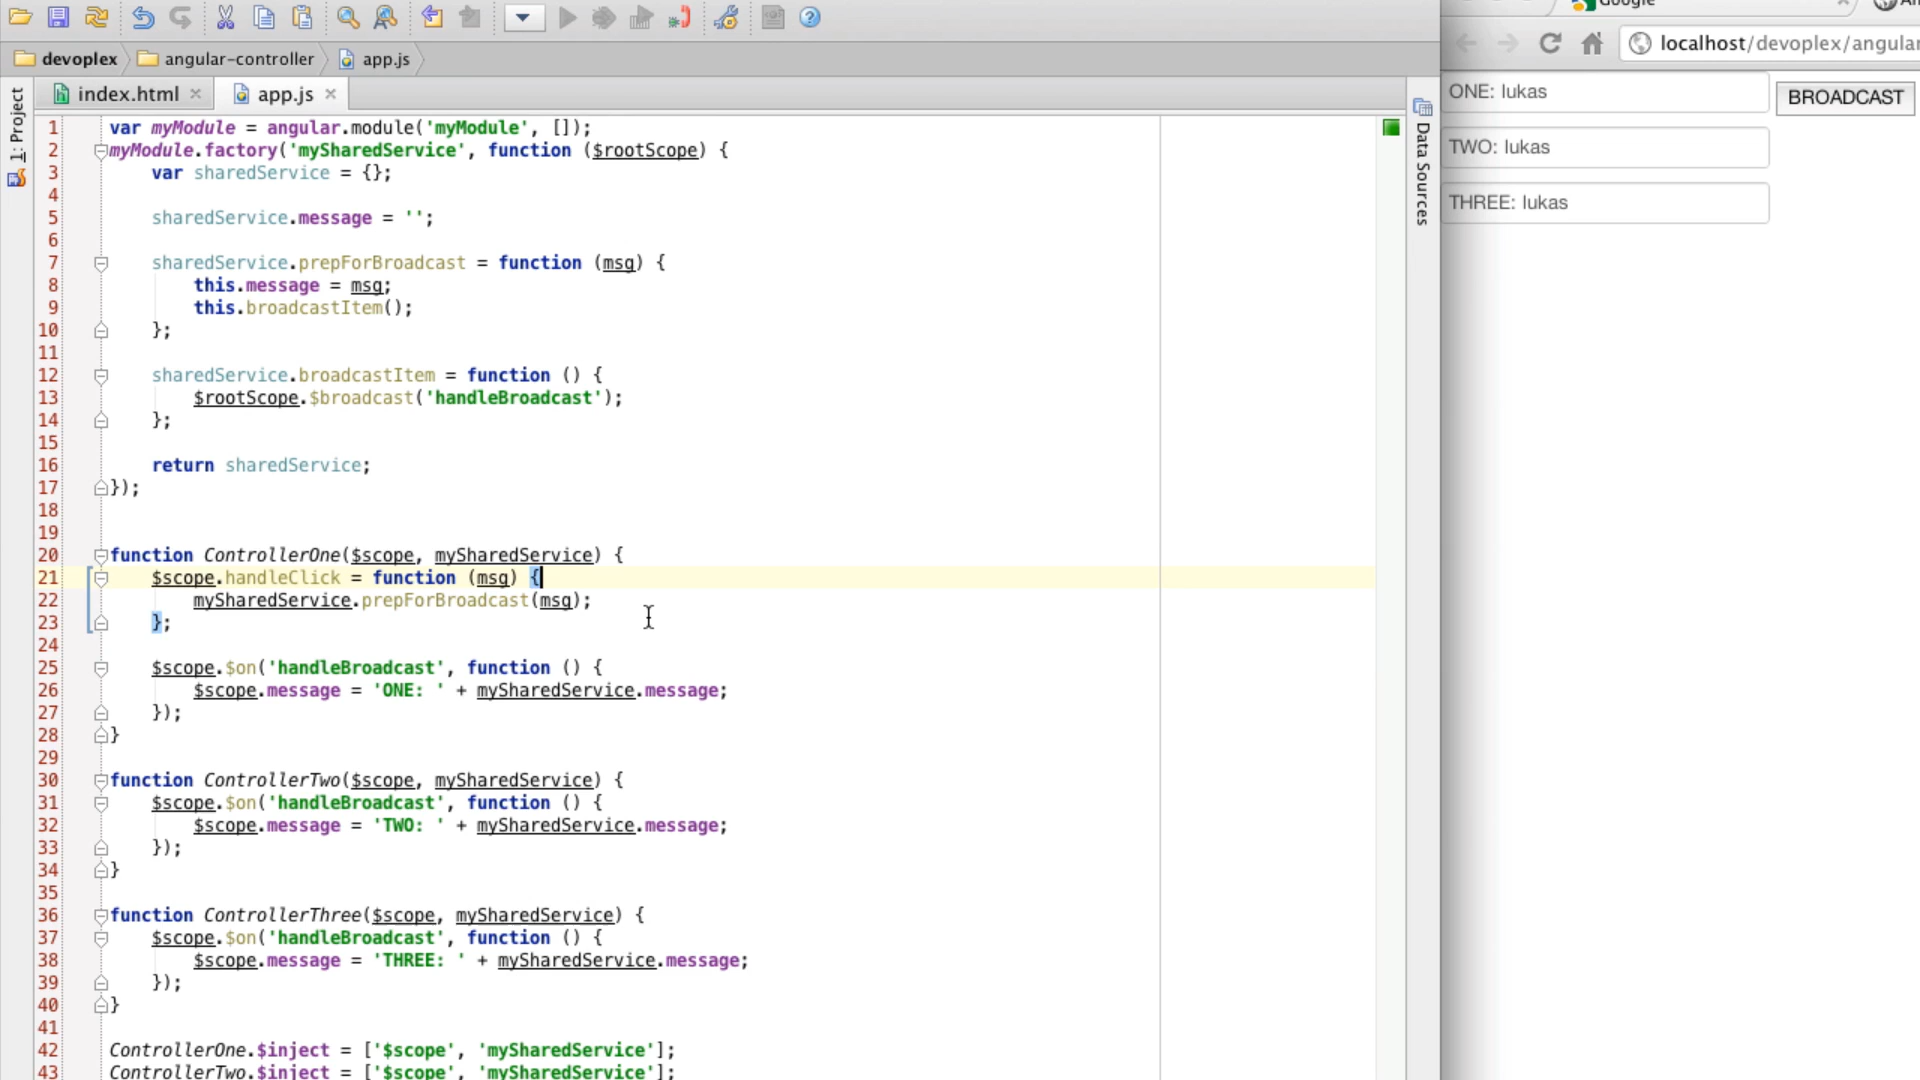 devoplex angular-controller app.js
index.html app.js
1: Project
1 var myModule = angular.module('myModule', []);
2 myModule.factory('mySharedService', function ($rootScope) {
3 var sharedService = {};
4
5 sharedService.message = '';
6
7 sharedService.prepForBroadcast = function (msg) {
8 this.message = msg;
9 this.broadcastItem();
10 };
11
12 sharedService.broadcastItem = function () {
13 $rootScope.$broadcast('handleBroadcast');
14 };
15
16 return sharedService;
17 });
18
19
20 function ControllerOne($scope, mySharedService) {
21 $scope.handleClick = function (msg) {
22 mySharedService.prepForBroadcast(msg);
23 };
24
25 $scope.$on('handleBroadcast', function () {
26 $scope.message = 'ONE: ' + mySharedService.message;
27 });
28 }
29
30 function ControllerTwo($scope, mySharedService) {
31 $scope.$on('handleBroadcast', function () {
32 $scope.message = 'TWO: ' + mySharedService.message;
33 });
34 }
35
36 function ControllerThree($scope, mySharedService) {
37 $scope.$on('handleBroadcast', function () {
38 $scope.message = 'THREE: ' + mySharedService.message;
39 });
40 }
41
42 ControllerOne.$inject = ['$scope', 'mySharedService'];
43 ControllerTwo.$inject = ['$scope', 'mySharedService'];
Data Sources
Google
localhost/devoplex/angular
ONE: lukas
BROADCAST
TWO: lukas
THREE: lukas